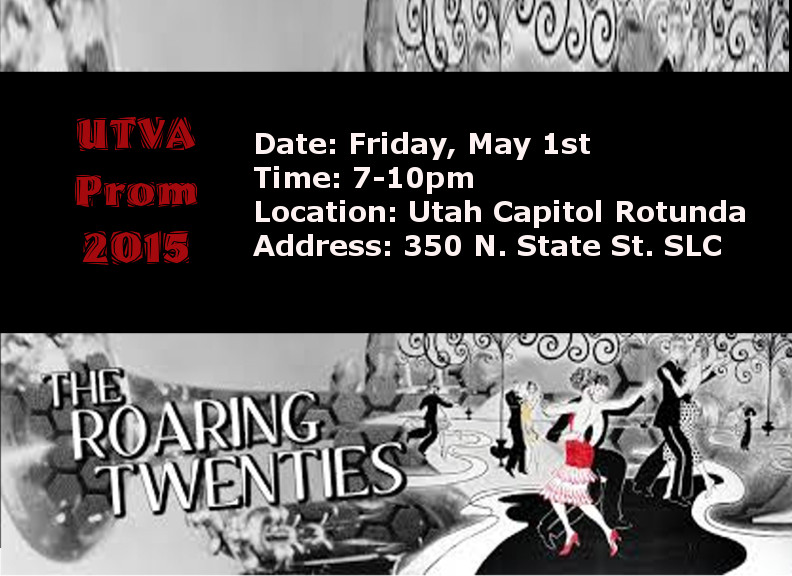 UTVA
Prom
2015
Date: Friday, May 1st
Time: 7-10pm
Location: Utah Capitol Rotunda
Address: 350 N. State St. SLC
THE
ROARING
TWENTIES